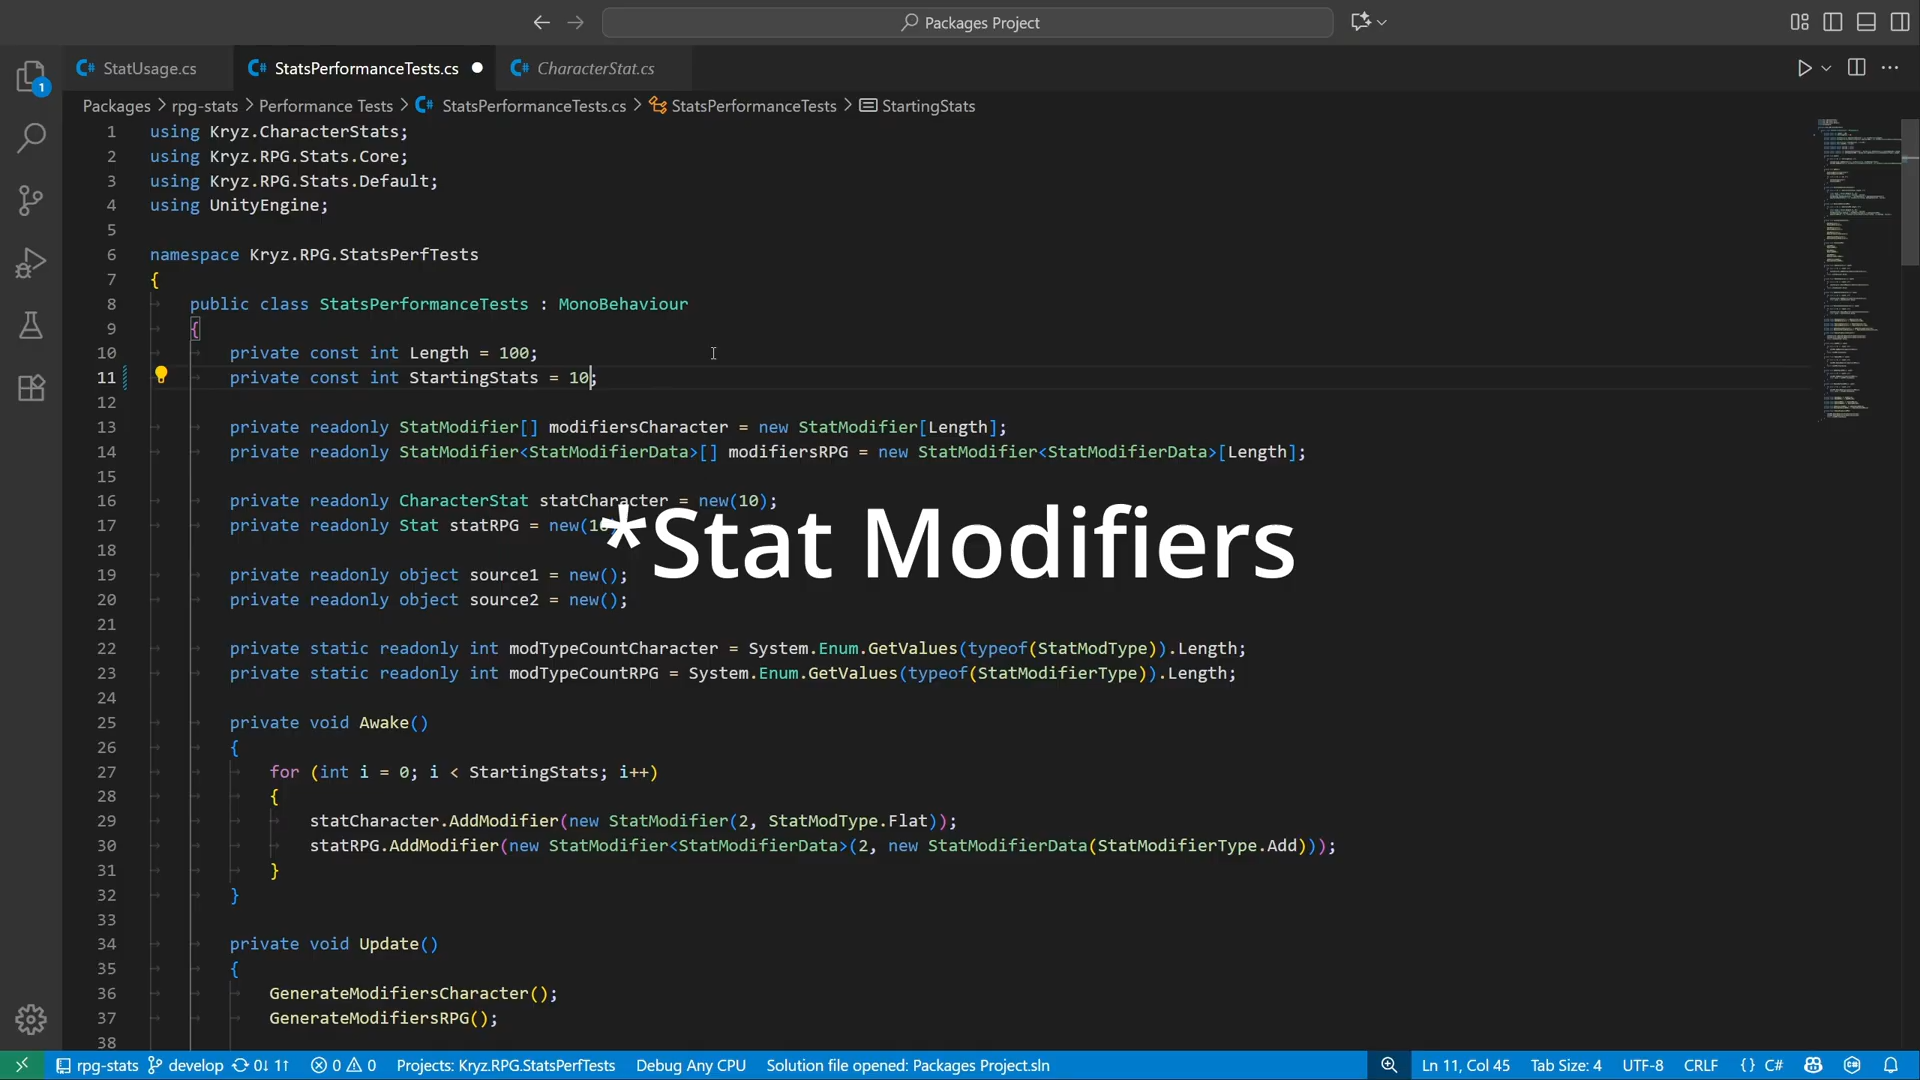 Packages Project
StatUsage.cs
StatsPerformanceTests.cs
CharacterStat.cs
Packages > rpg-stats > Performance Tests > StatsPerformanceTests.cs > StatsPerformanceTests > StartingStats
1 using Kryz.CharacterStats;
2 using Kryz.RPG.Stats.Core;
3 using Kryz.RPG.Stats.Default;
4 using UnityEngine;
5
6 namespace Kryz.RPG.StatsPerfTests
7 {
8 public class StatsPerformanceTests : MonoBehaviour
9 {
10 private const int Length = 100;
11 private const int StartingStats = 10;
12
13 private readonly StatModifier[] modifiersCharacter = new StatModifier[Length];
14 private readonly StatModifier<StatModifierData>[] modifiersRPG = new StatModifier<StatModifierData>[Length];
15
16 private readonly CharacterStat statCharacter = new(10);
17 private readonly Stat statRPG = new(10
*Stat Modifiers
18
19 private readonly object source1 = new();
20 private readonly object source2 = new();
21
22 private static readonly int modTypeCountCharacter = System.Enum.GetValues(typeof(StatModType)).Length;
23 private static readonly int modTypeCountRPG = System.Enum.GetValues(typeof(StatModifierType)).Length;
24
25 private void Awake()
26 {
27 for (int i = 0; i < StartingStats; i++)
28 {
29 statCharacter.AddModifier(new StatModifier(2, StatModType.Flat));
30 statRPG.AddModifier(new StatModifier<StatModifierData>(2, new StatModifierData(StatModifierType.Add)));
31 }
32 }
33
34 private void Update()
35 {
36 GenerateModifiersCharacter();
37 GenerateModifiersRPG();
38
1
rpg-stats develop 0↓ 1↑ 0 0 Projects: Kryz.RPG.StatsPerfTests Debug Any CPU Solution file opened: Packages Project.sln Ln 11, Col 45 Tab Size: 4 UTF-8 CRLF {} C#